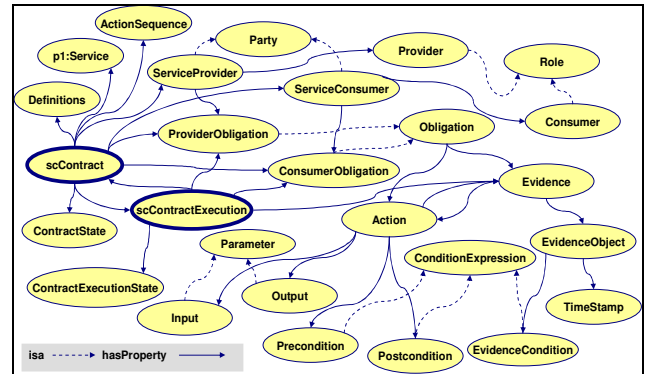 ActionSequence
Party
p1:Service
Provider
Role
ServiceProvider
ServiceConsumer
Definitions
Consumer
ProviderObligation
Obligation
scContract
ConsumerObligation
Evidence
scContractExecution
Action
ContractState
Parameter
EvidenceObject
ConditionExpression
ContractExecutionState
Output
TimeStamp
Input
Precondition
Postcondition
EvidenceCondition
isa hasProperty